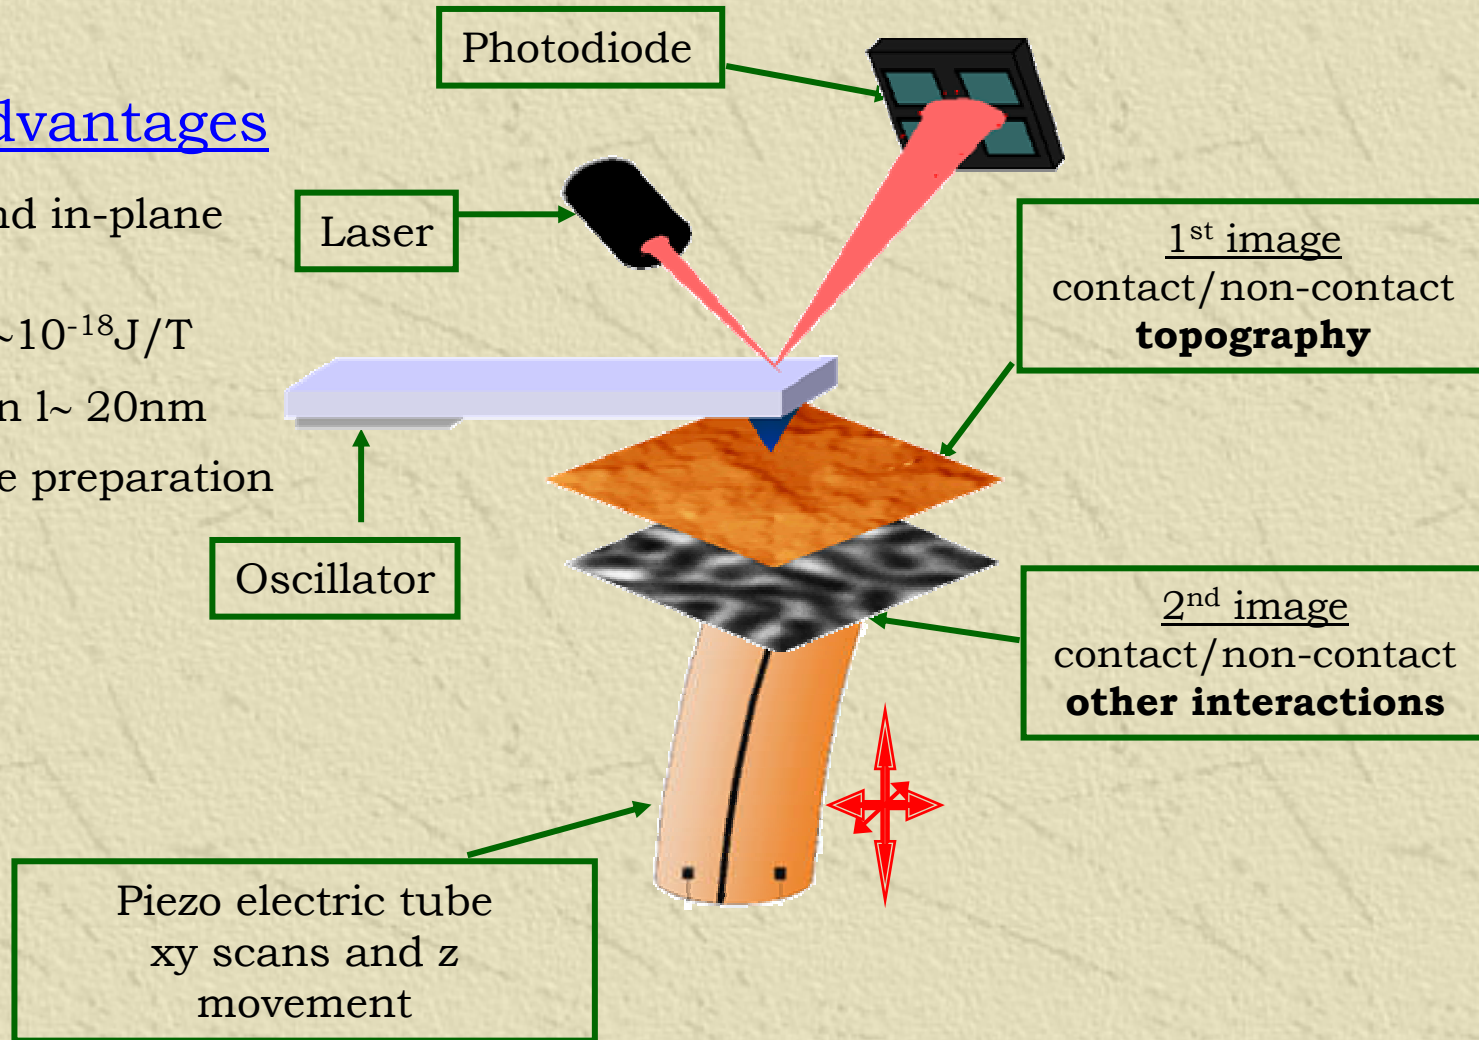 Photodiode
dvantages
nd in-plane
~10⁻¹⁸J/T
n l~ 20nm
e preparation
Laser
1ˢᵗ image
contact/non-contact
topography
Oscillator
2ⁿᵈ image
contact/non-contact
other interactions
Piezo electric tube
xy scans and z
movement